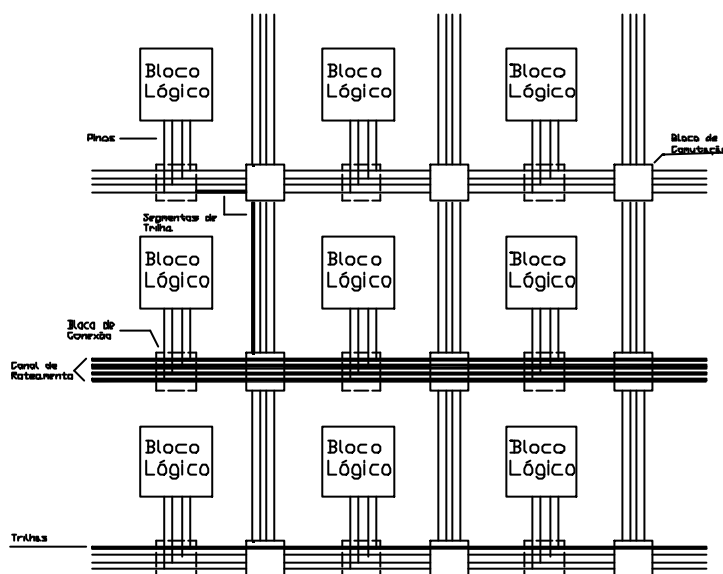 Bloco Lógico
Bloco Lógico
Bloco Lógico
Pinos
Bloco de
Comutação
Segmentos de
Trilha
Bloco Lógico
Bloco Lógico
Bloco Lógico
Bloco de
Conexão
Canal de
Roteamento
Bloco Lógico
Bloco Lógico
Bloco Lógico
Trilhas